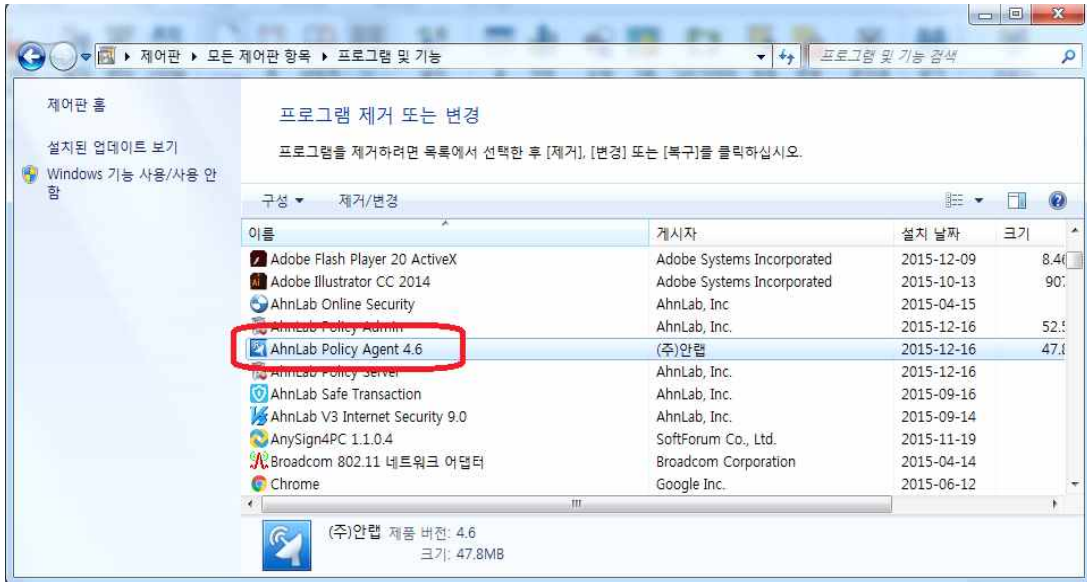 제어판 ▸ 모든 제어판 항목 ▸ 프로그램 및 기능
프로그램 및 기능 검색
제어판 홈
설치된 업데이트 보기
Windows 기능 사용/사용 안
함
프로그램 제거 또는 변경
프로그램을 제거하려면 목록에서 선택한 후 [제거], [변경] 또는 [복구]를 클릭하십시오.
구성 제거/변경
이름 게시자 설치 날짜 크기
Adobe Flash Player 20 ActiveX Adobe Systems Incorporated 2015-12-09
Adobe Illustrator CC 2014 Adobe Systems Incorporated 2015-10-13
AhnLab Online Security AhnLab, Inc 2015-04-15
AhnLab Policy Admin AhnLab, Inc. 2015-12-16
AhnLab Policy Agent 4.6 (주)안랩 2015-12-16
AhnLab Policy Server AhnLab, Inc. 2015-12-16
AhnLab Safe Transaction AhnLab, Inc. 2015-09-16
AhnLab V3 Internet Security 9.0 AhnLab, Inc. 2015-09-14
AnySign4PC 1.1.0.4 SoftForum Co., Ltd. 2015-11-19
Broadcom 802.11 네트워크 어댑터 Broadcom Corporation 2015-04-14
Chrome Google Inc. 2015-06-12
(주)안랩 제품 버전: 4.6
크기: 47.8MB